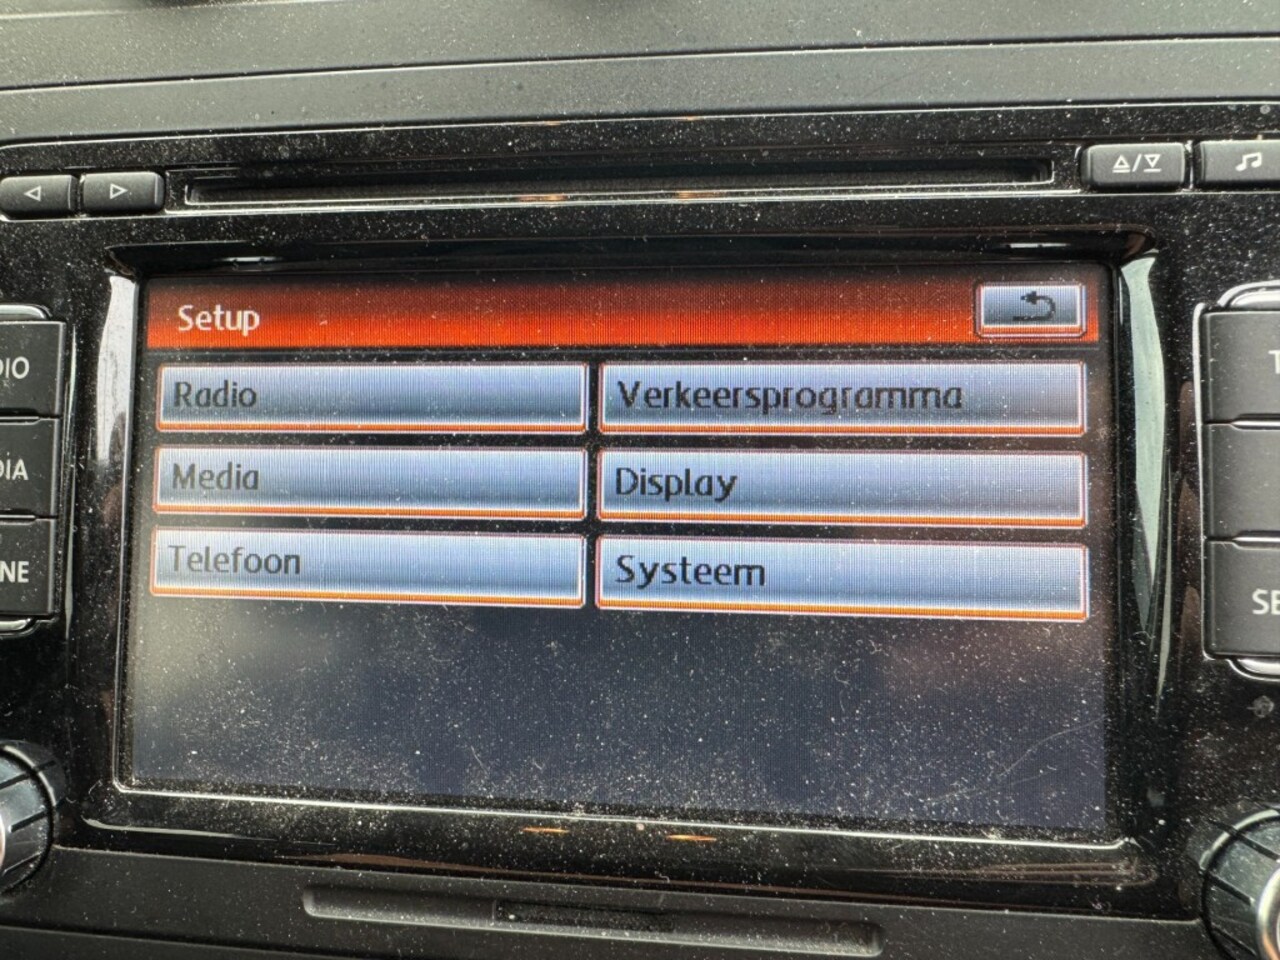 Setup
Radio
Verkeersprogramma
Media
Display
Telefoon
Systeem